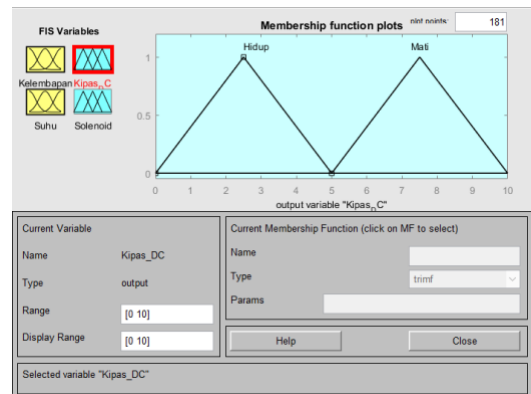 FIS Variables
Membership function plots
plot points:
181
Hidup
Mati
Kelembapan
Kipas_DC
Suhu
Solenoid
1
0.5
0
0 1 2 3 4 5 6 7 8 9 10
output variable "Kipas_DC"
Current Variable
Name Kipas_DC
Type output
Range [0 10]
Display Range [0 10]
Current Membership Function (click on MF to select)
Name
Type trimf
Params
Help
Close
Selected variable "Kipas_DC"